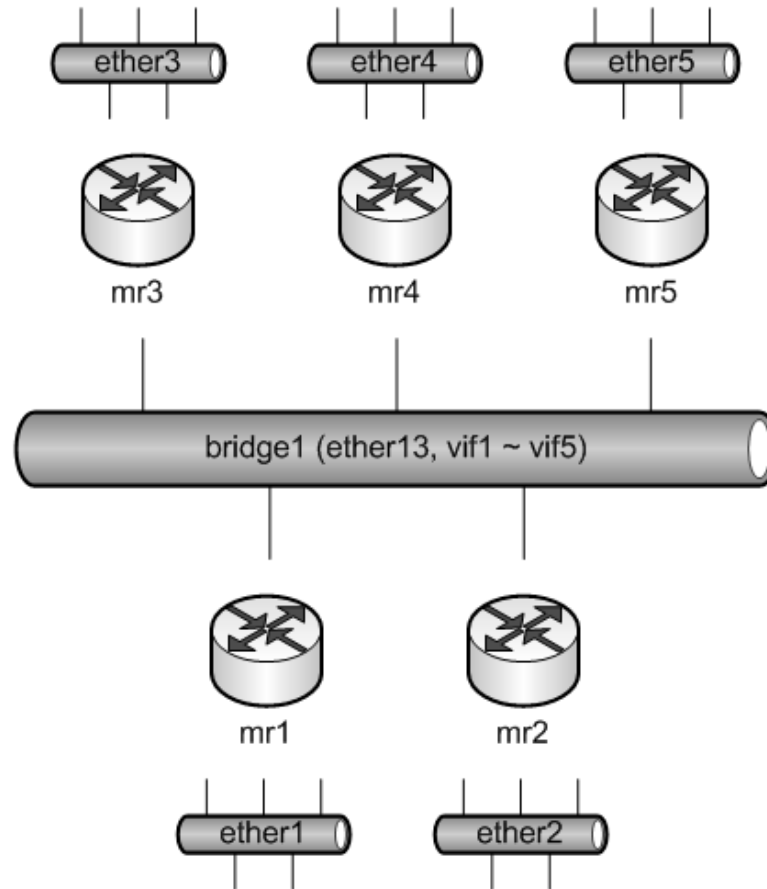 ether3
ether4
ether5
mr3
mr4
mr5
bridge1 (ether13, vif1 ~ vif5)
mr1
mr2
ether1
ether2